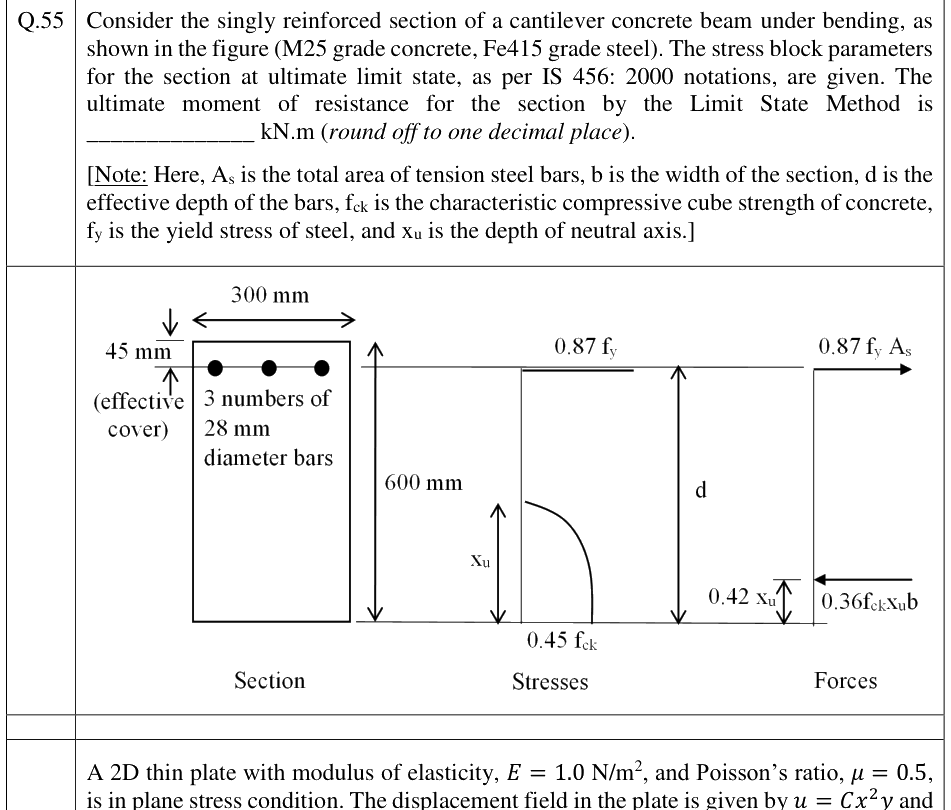 Q.55 Consider the singly reinforced section of a cantilever concrete beam under bending, as
shown in the figure (M25 grade concrete, Fe415 grade steel). The stress block parameters
for the section at ultimate limit state, as per IS 456: 2000 notations, are given. The
ultimate moment of resistance for the section by the Limit State Method is
_______________ kN.m (round off to one decimal place).
[Note: Here, As is the total area of tension steel bars, b is the width of the section, d is the
effective depth of the bars, fck is the characteristic compressive cube strength of concrete,
fy is the yield stress of steel, and xu is the depth of neutral axis.]
300 mm
45 mm
(effective
cover)
3 numbers of
28 mm
diameter bars
600 mm
0.87 fy
xu
0.45 fck
d
0.87 fy As
0.42 xu
0.36fckxub
Section
Stresses
Forces
A 2D thin plate with modulus of elasticity, E = 1.0 N/m², and Poisson’s ratio, μ = 0.5,
is in plane stress condition. The displacement field in the plate is given by u = Cx²y and